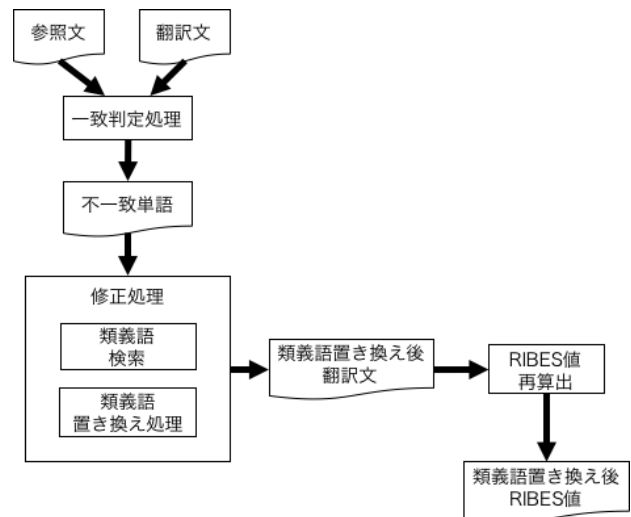 参照文
翻訳文
一致判定処理
不一致単語
修正処理
類義語
検索
類義語
置き換え処理
類義語置き換え後
翻訳文
RIBES値
再算出
類義語置き換え後
RIBES値